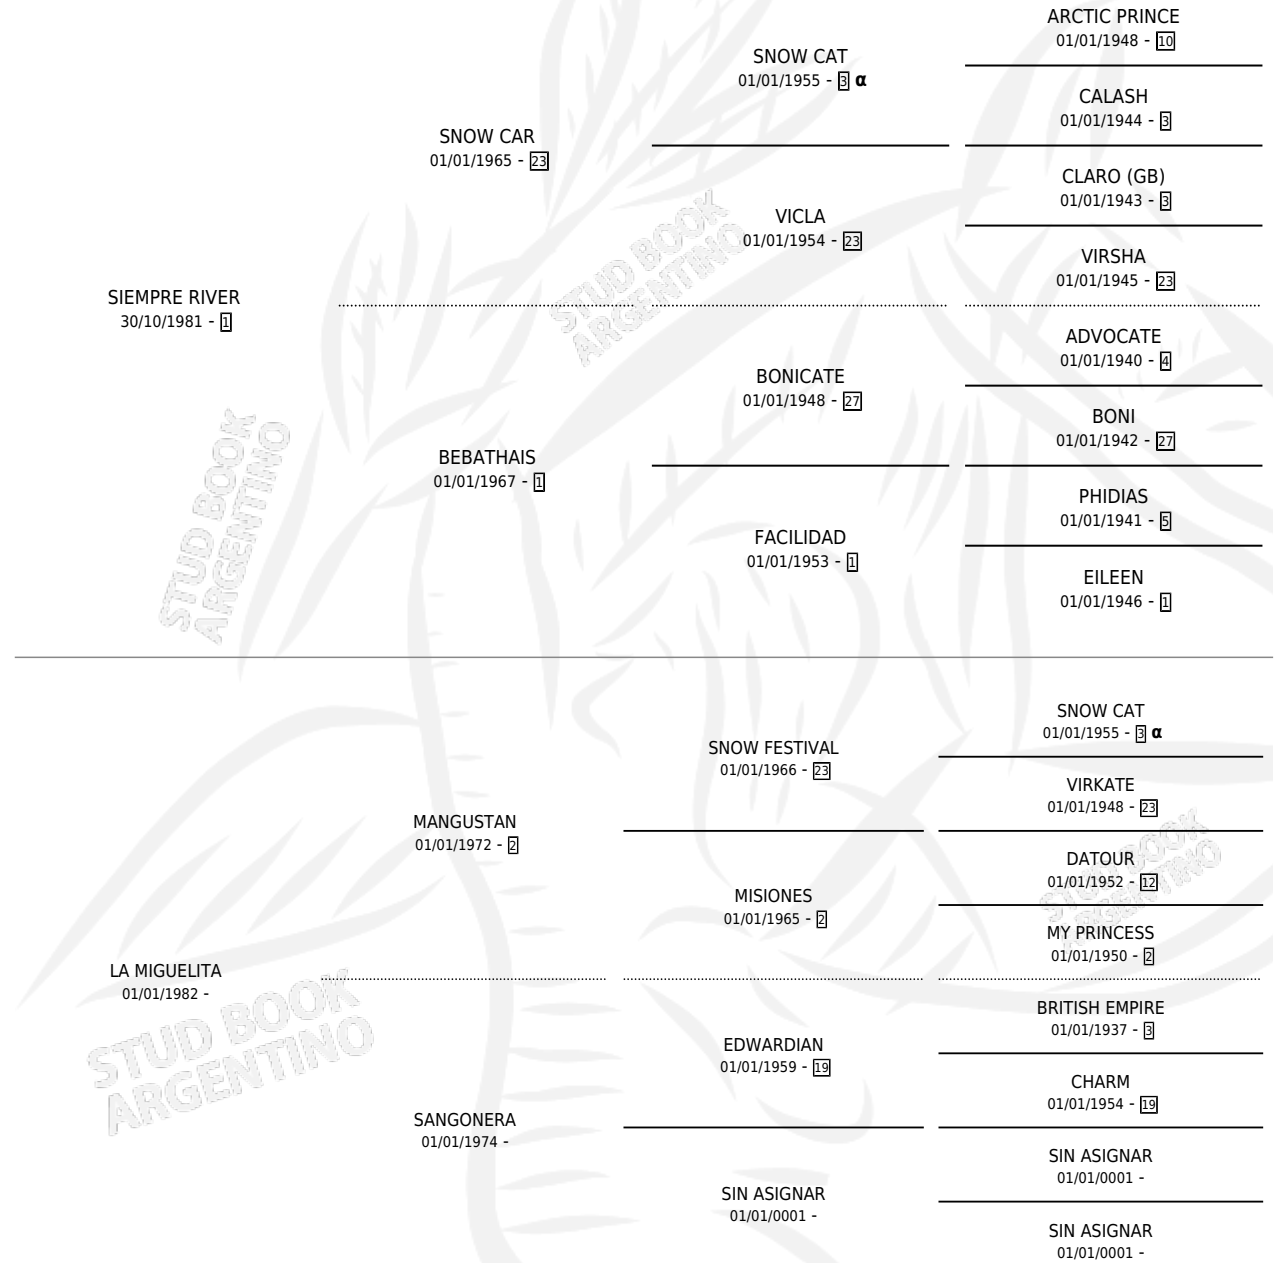 ARCTIC PRINCE
01/01/1948 - 10
SNOW CAT
01/01/1955 - 3 α
CALASH
01/01/1944 - 3
SNOW CAR
01/01/1965 - 23
CLARO (GB)
01/01/1943 - 3
VICLA
01/01/1954 - 23
VIRSHA
01/01/1945 - 23
SIEMPRE RIVER
30/10/1981 - 1
ADVOCATE
01/01/1940 - 4
BONICATE
01/01/1948 - 27
BONI
01/01/1942 - 27
BEBATHAIS
01/01/1967 - 1
PHIDIAS
01/01/1941 - 5
FACILIDAD
01/01/1953 - 1
EILEEN
01/01/1946 - 1
STUD BOOK
ARGENTINO
STUD BOOK
ARGENTINO
SNOW CAT
01/01/1955 - 3 α
SNOW FESTIVAL
01/01/1966 - 23
VIRKATE
01/01/1948 - 23
MANGUSTAN
01/01/1972 - 2
DATOUR
01/01/1952 - 12
MISIONES
01/01/1965 - 2
MY PRINCESS
01/01/1950 - 2
STUD BOOK
ARGENTINO
LA MIGUELITA
01/01/1982 -
BRITISH EMPIRE
01/01/1937 - 3
EDWARDIAN
01/01/1959 - 19
CHARM
01/01/1954 - 19
SANGONERA
01/01/1974 -
SIN ASIGNAR
01/01/0001 -
SIN ASIGNAR
01/01/0001 -
SIN ASIGNAR
01/01/0001 -
STUD BOOK
ARGENTINO